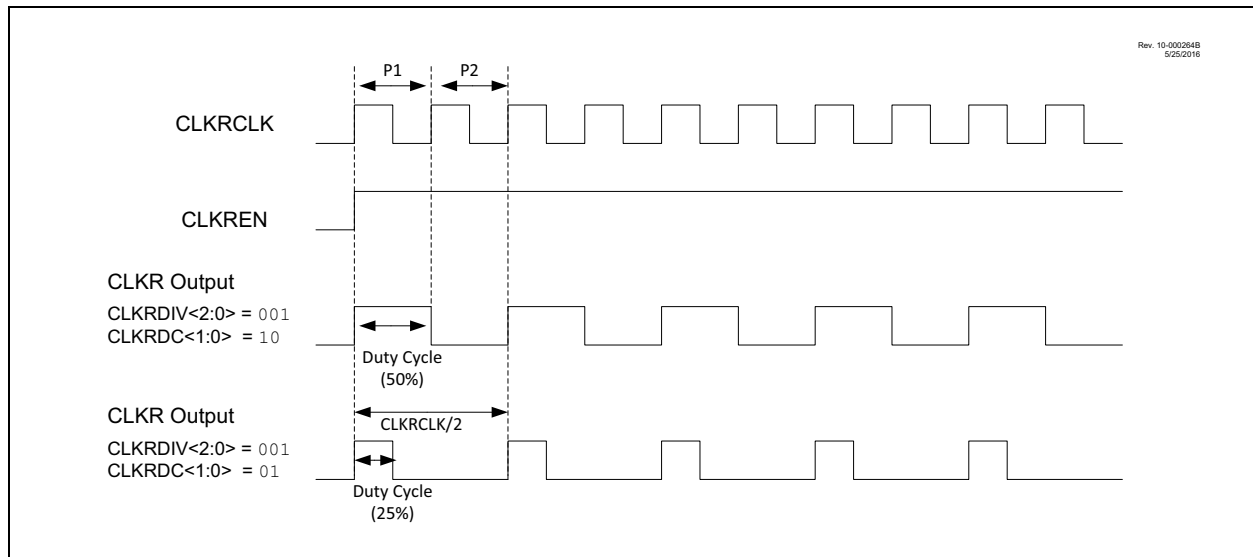 Rev. 10-000264B
5/25/2016
P1
P2
CLKRCLK
CLKREN
CLKR Output
CLKRDIV<2:0> = 001
CLKRDC<1:0> = 10
Duty Cycle
(50%)
CLKR Output
CLKRCLK/2
CLKRDIV<2:0> = 001
CLKRDC<1:0> = 01
Duty Cycle
(25%)